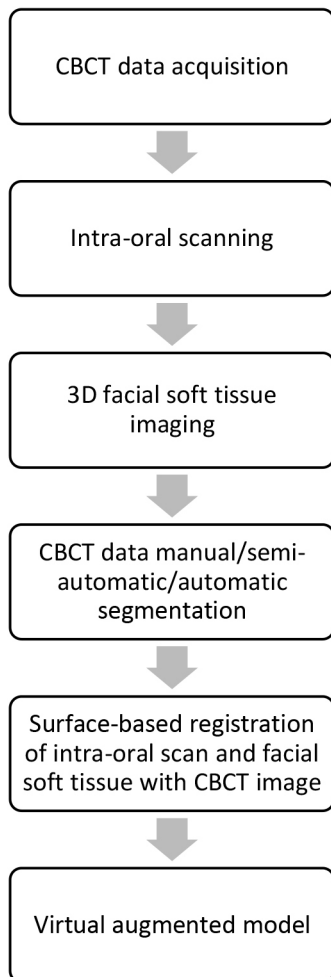 CBCT data acquisition
Intra-oral scanning
3D facial soft tissue
imaging
CBCT data manual/semi-
automatic/automatic
segmentation
Surface-based registration
of intra-oral scan and facial
soft tissue with CBCT image
Virtual augmented model